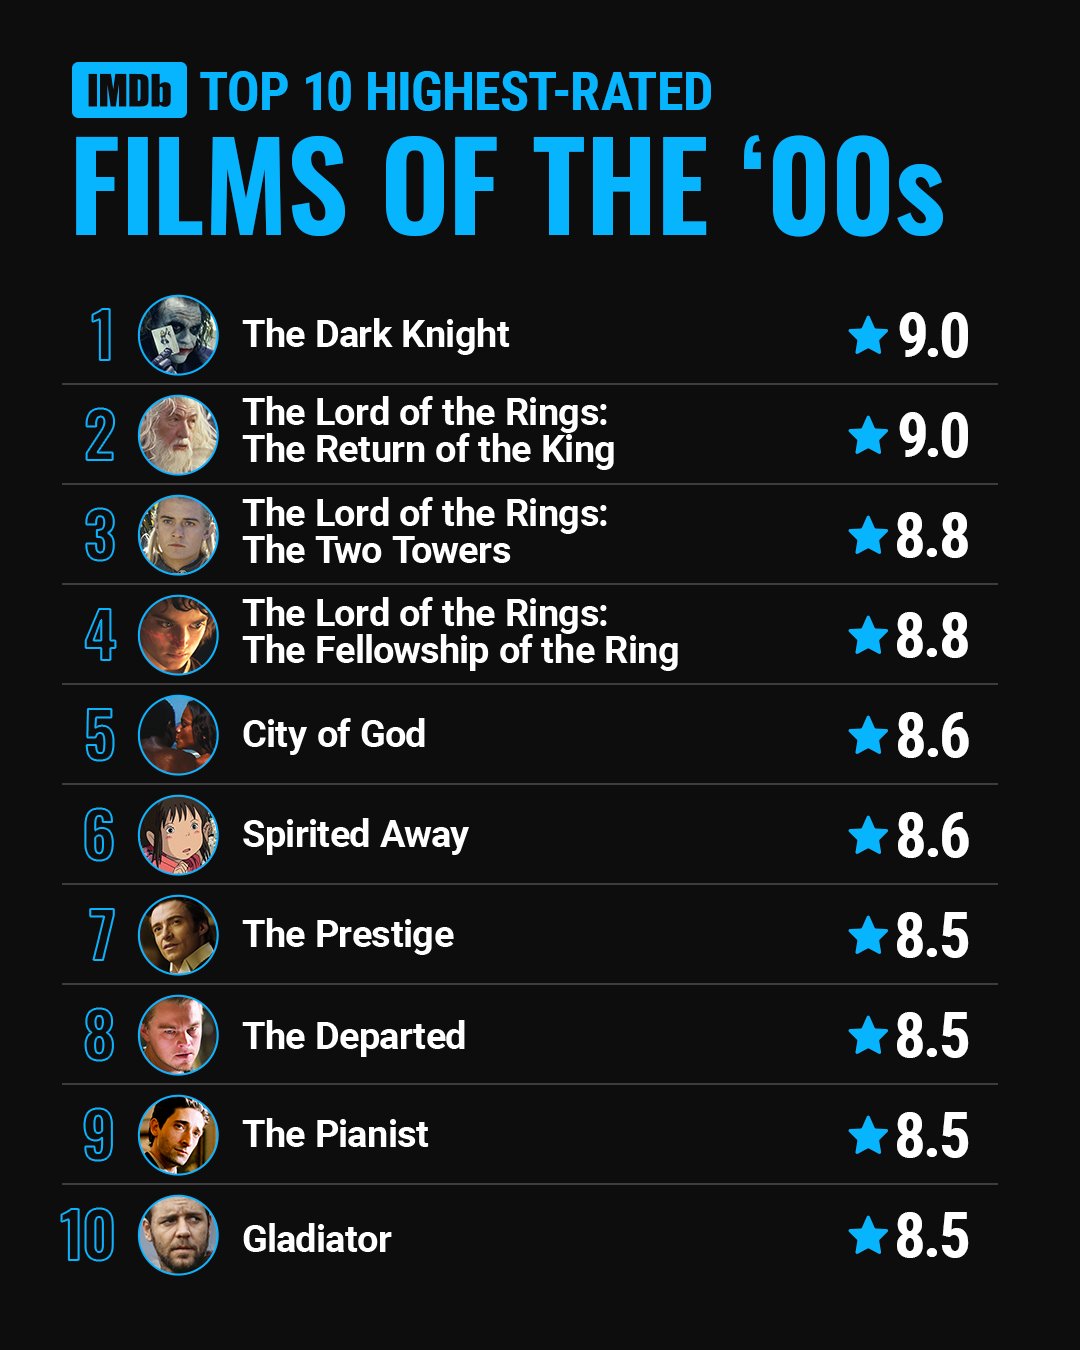 IMDb TOP 10 HIGHEST-RATED
FILMS OF THE ‘00s
1 The Dark Knight 9.0
2 The Lord of the Rings:
The Return of the King 9.0
3 The Lord of the Rings:
The Two Towers 8.8
4 The Lord of the Rings:
The Fellowship of the Ring 8.8
5 City of God 8.6
6 Spirited Away 8.6
7 The Prestige 8.5
8 The Departed 8.5
9 The Pianist 8.5
10 Gladiator 8.5